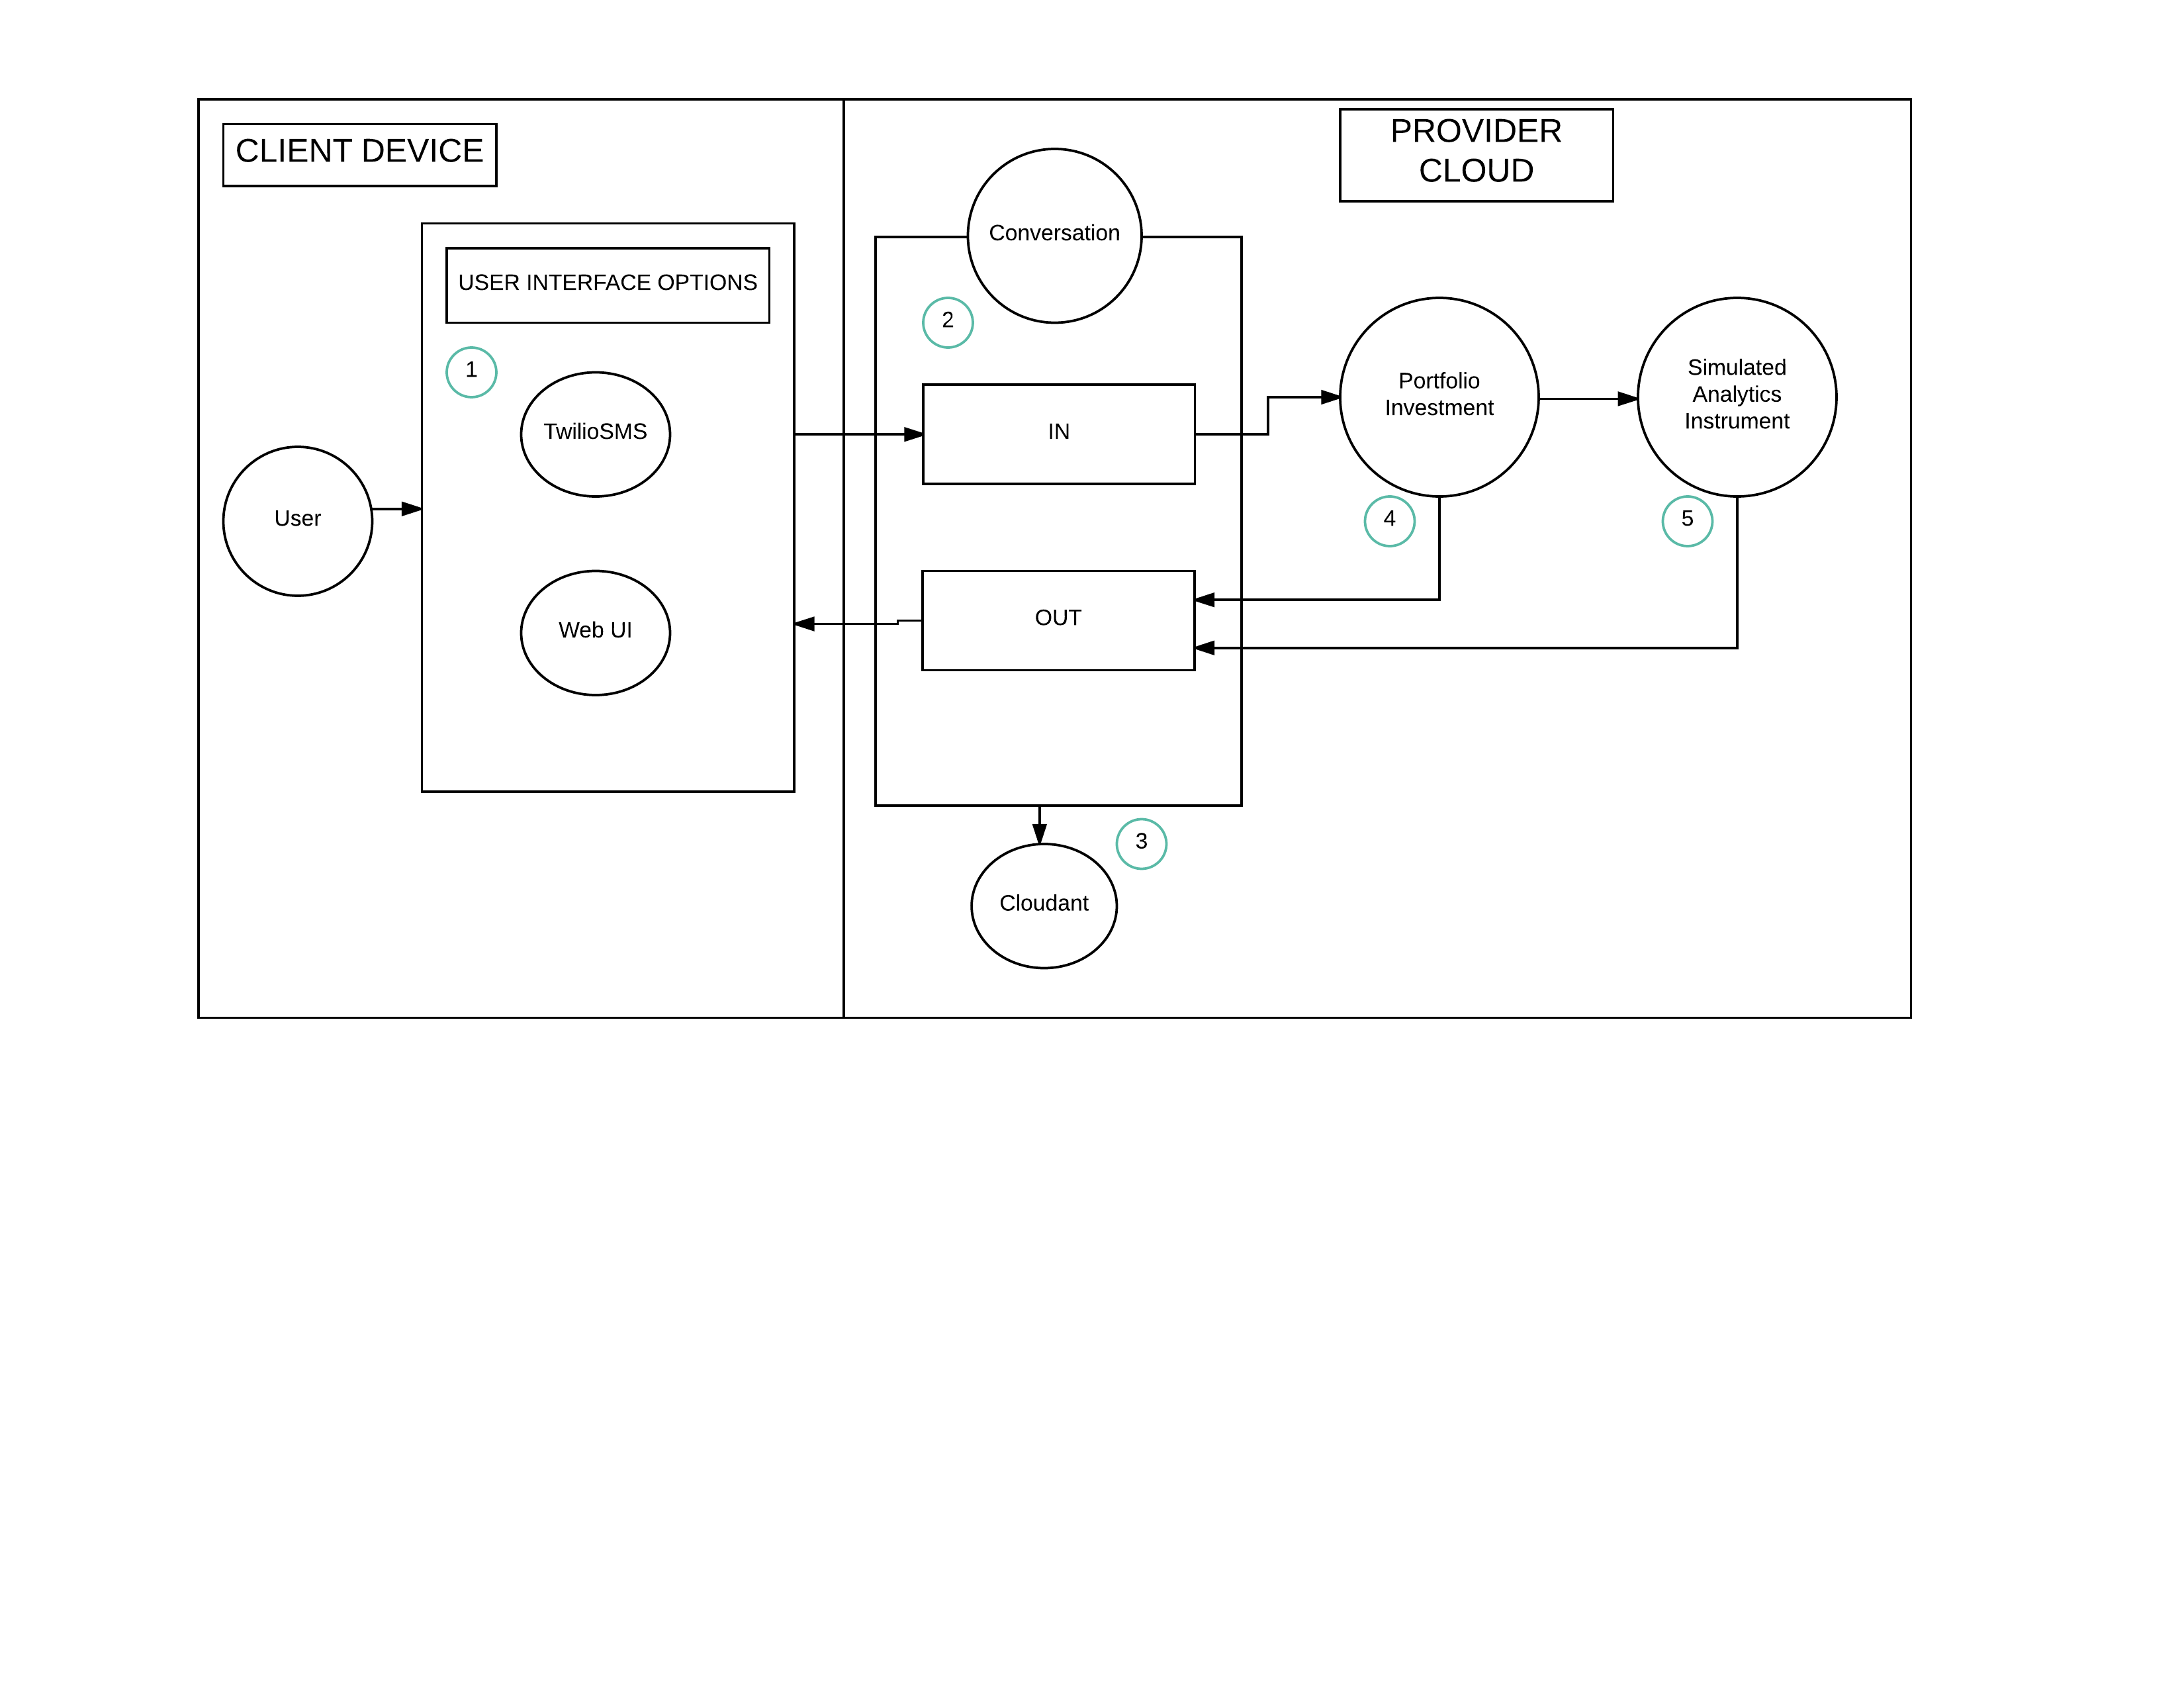 CLIENT DEVICE
PROVIDER
CLOUD
USER INTERFACE OPTIONS
1
TwilioSMS
User
Web UI
Conversation
2
IN
OUT
3
Cloudant
Portfolio
Investment
4
Simulated
Analytics
Instrument
5